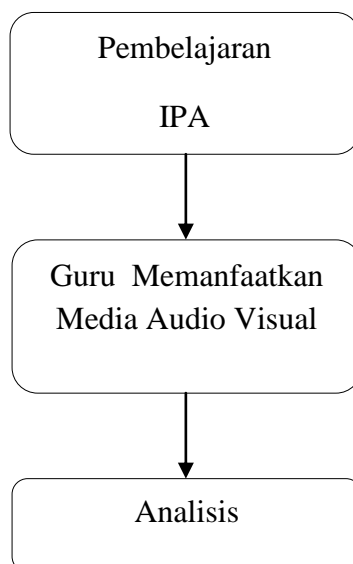 Pembelajaran
IPA
Guru Memanfaatkan
Media Audio Visual
Analisis